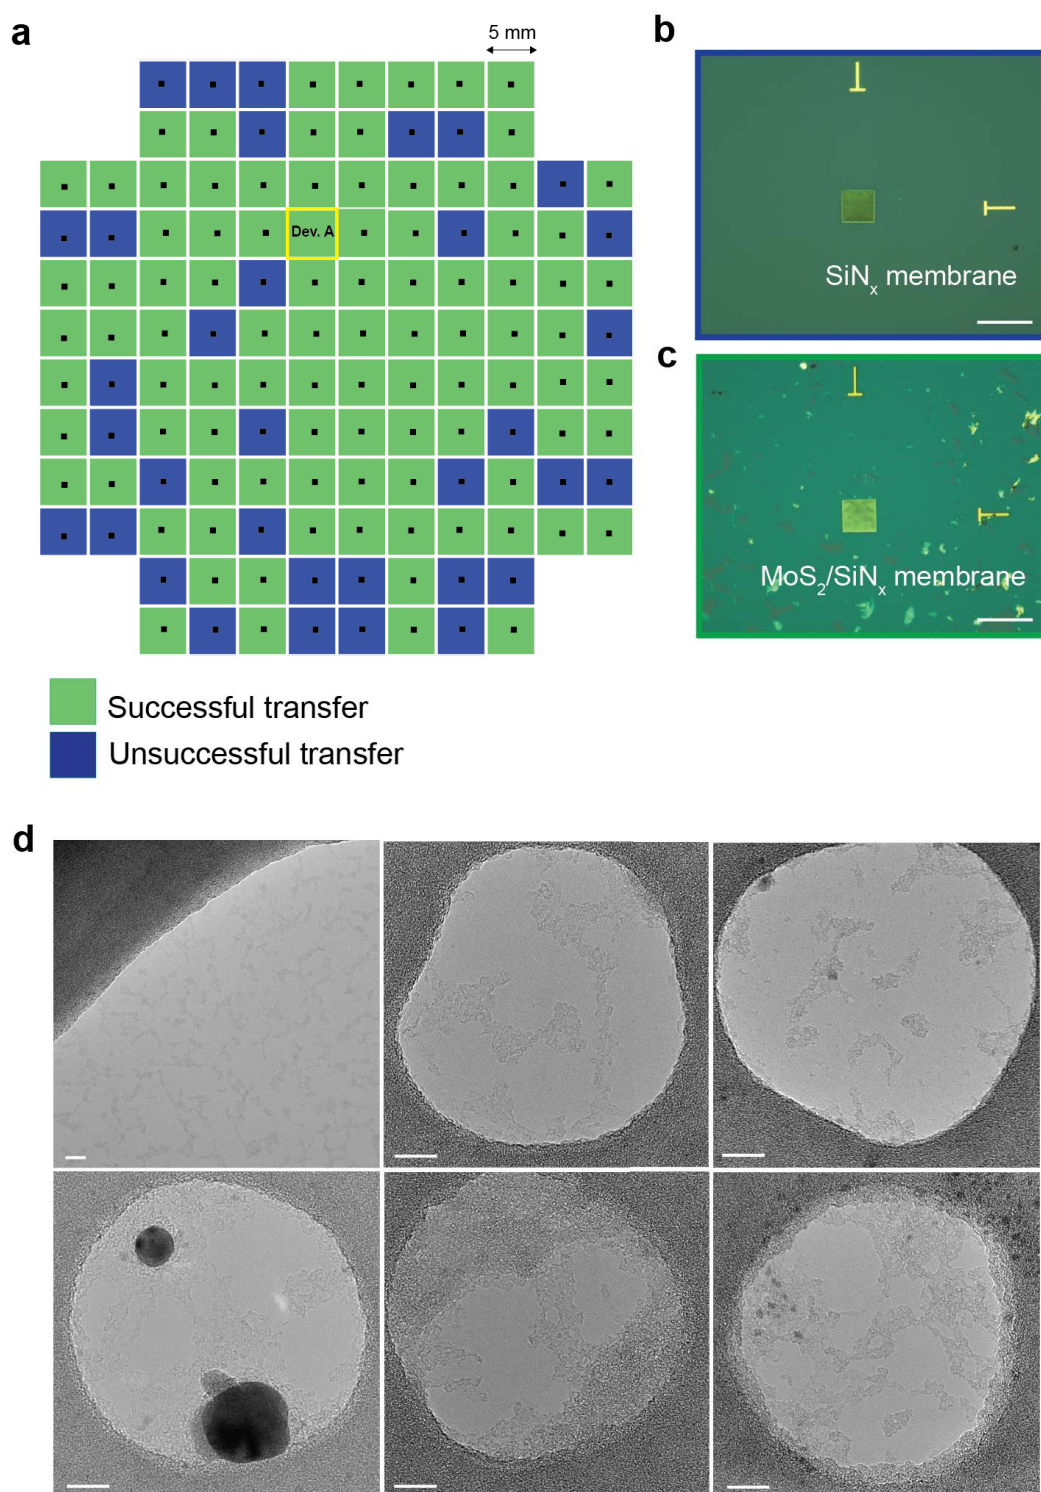 a
5 mm
Dev. A
Successful transfer
Unsuccessful transfer
b
SiNx membrane
c
MoS2/SiNx membrane
d